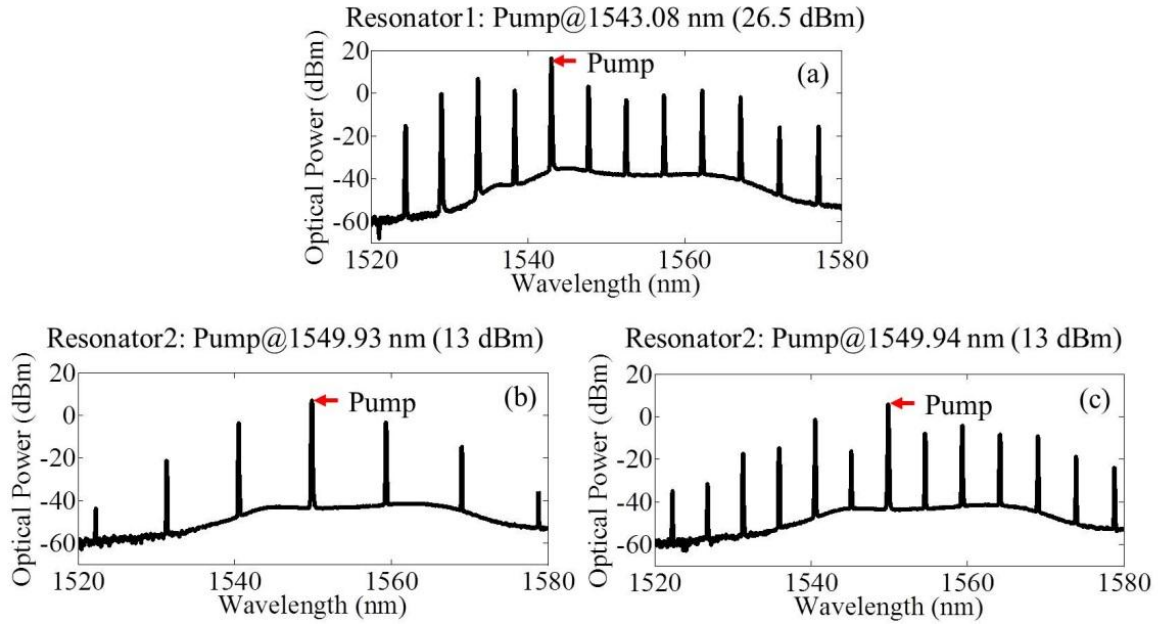 Resonator1: Pump@1543.08 nm (26.5 dBm)
Optical Power (dBm)
20
0
-20
-40
-60
Pump
(a)
1520 1540 1560 1580
Wavelength (nm)
Resonator2: Pump@1549.93 nm (13 dBm)
Optical Power (dBm)
20
0
-20
-40
-60
Pump
(b)
1520 1540 1560 1580
Wavelength (nm)
Resonator2: Pump@1549.94 nm (13 dBm)
Optical Power (dBm)
20
0
-20
-40
-60
Pump
(c)
1520 1540 1560 1580
Wavelength (nm)